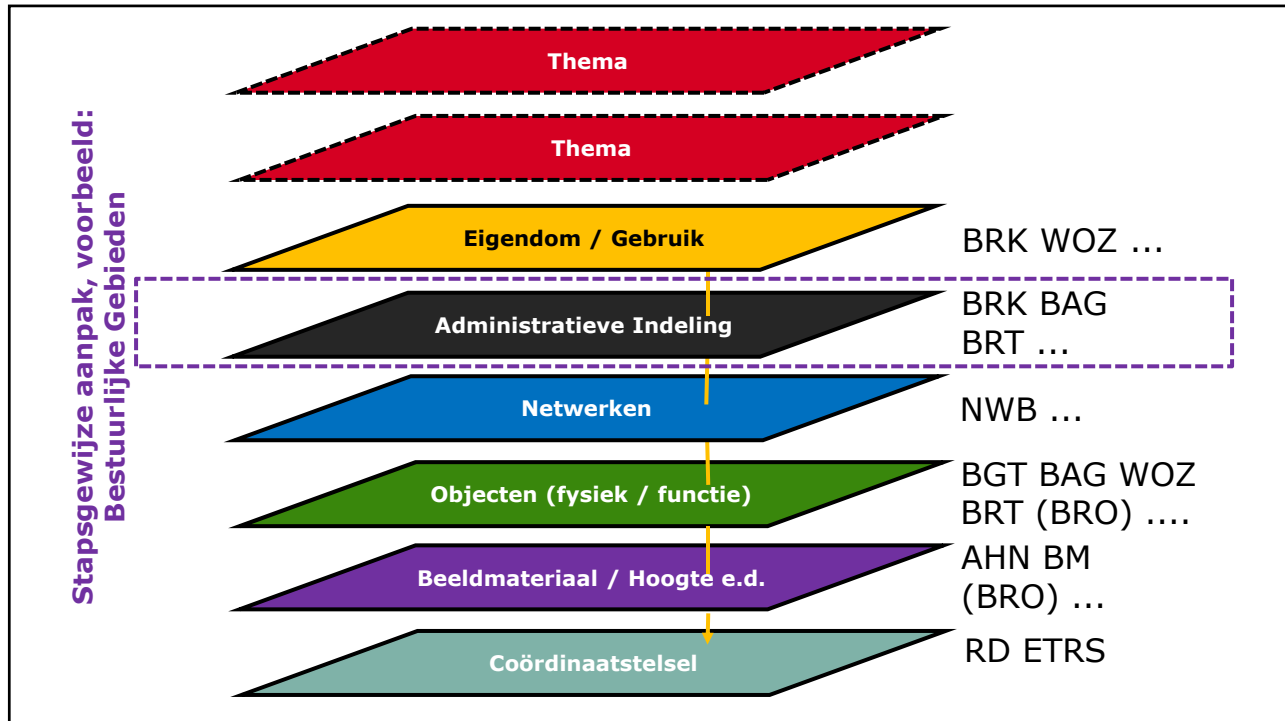 Stapsgewijze aanpak, voorbeeld:
Bestuurlijke Gebieden
Thema
Thema
Eigendom / Gebruik
BRK WOZ ...
Administratieve Indeling
BRK BAG
BRT ...
Netwerken
NWB ...
Objecten (fysiek / functie)
BGT BAG WOZ
BRT (BRO) ....
Beeldmateriaal / Hoogte e.d.
AHN BM
(BRO) ...
Coördinaatstelsel
RD ETRS